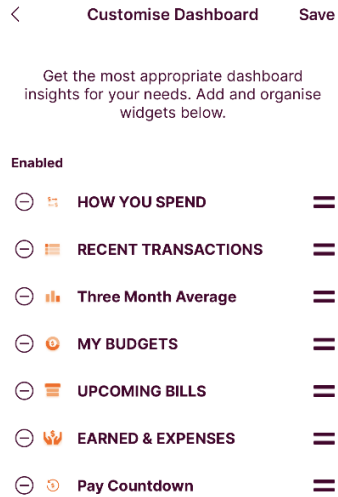 Customise Dashboard Save
Get the most appropriate dashboard
insights for your needs. Add and organise
widgets below.
Enabled
HOW YOU SPEND
RECENT TRANSACTIONS
Three Month Average
MY BUDGETS
UPCOMING BILLS
EARNED & EXPENSES
Pay Countdown